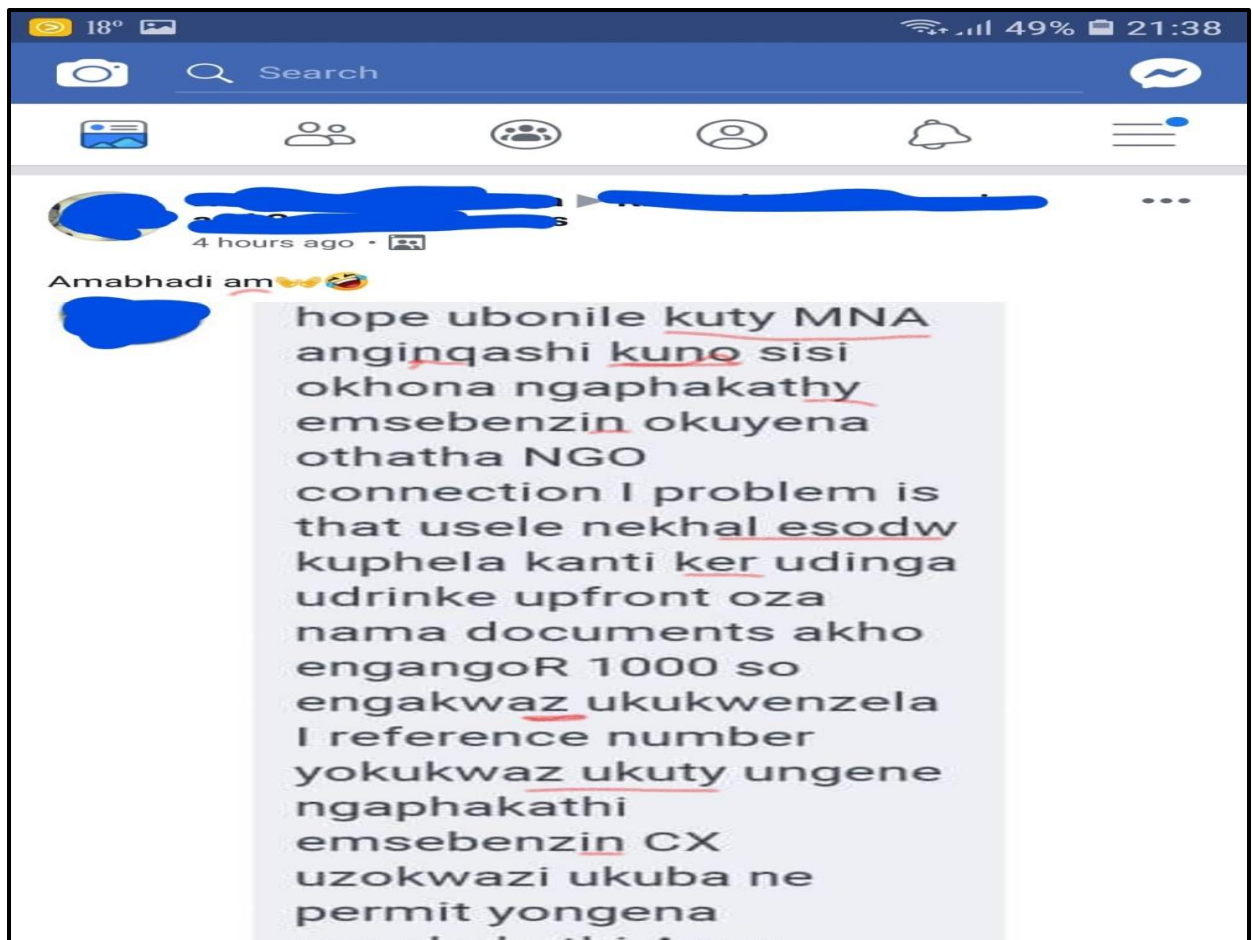 18°
49% 21:38
Search
4 hours ago
Amabhadi am👐🤣
hope ubonile kuty MNA
anginqashi kuno sisi
okhona ngaphakathy
emsebenzin okuyena
othatha NGO
connection I problem is
that usele nekhal esodw
kuphela kanti ker udinga
udrinke upfront oza
nama documents akho
engangoR 1000 so
engakwaz ukukwenzela
I reference number
yokukwaz ukuty ungene
ngaphakathi
emsebenzin CX
uzokwazi ukuba ne
permit yongena